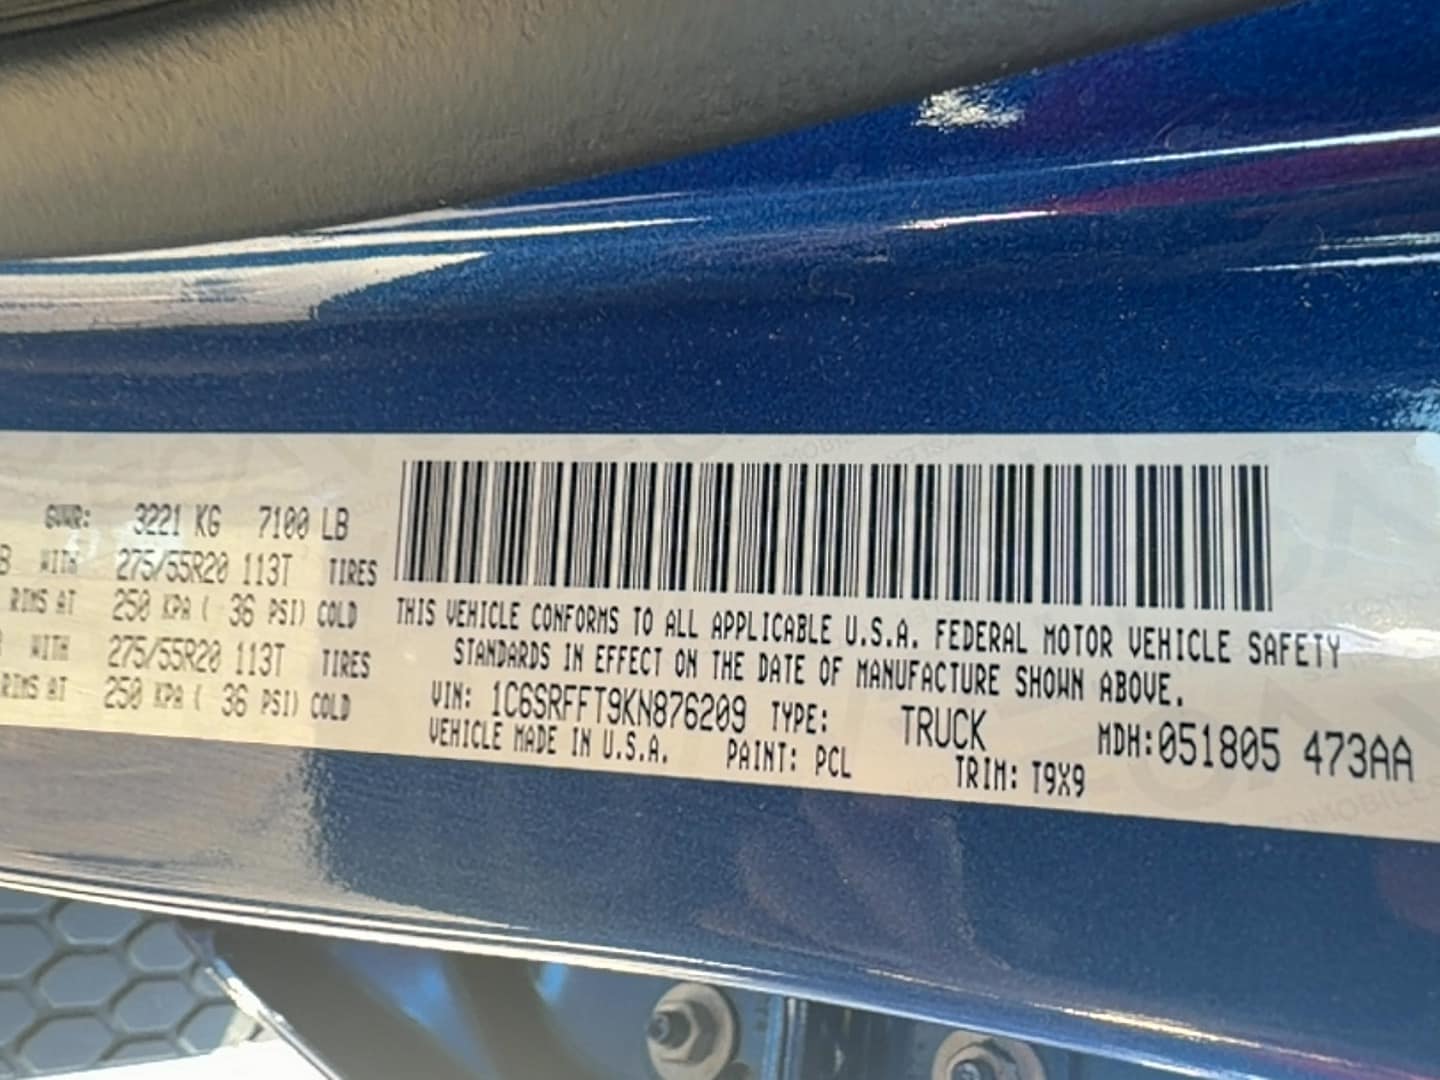 GVWR: 3221 KG 7100 LB
B WITH 275/55R20 113T TIRES
RIMS AT 250 KPA ( 36 PSI) COLD
WITH 275/55R20 113T TIRES
RIMS AT 250 KPA ( 36 PSI) COLD
THIS VEHICLE CONFORMS TO ALL APPLICABLE U.S.A. FEDERAL MOTOR VEHICLE SAFETY
STANDARDS IN EFFECT ON THE DATE OF MANUFACTURE SHOWN ABOVE.
VIN: 1C6SRFFT9KN876209 TYPE: TRUCK MDH:051805 473AA
VEHICLE MADE IN U.S.A. PAINT: PCL TRIM: T9X9